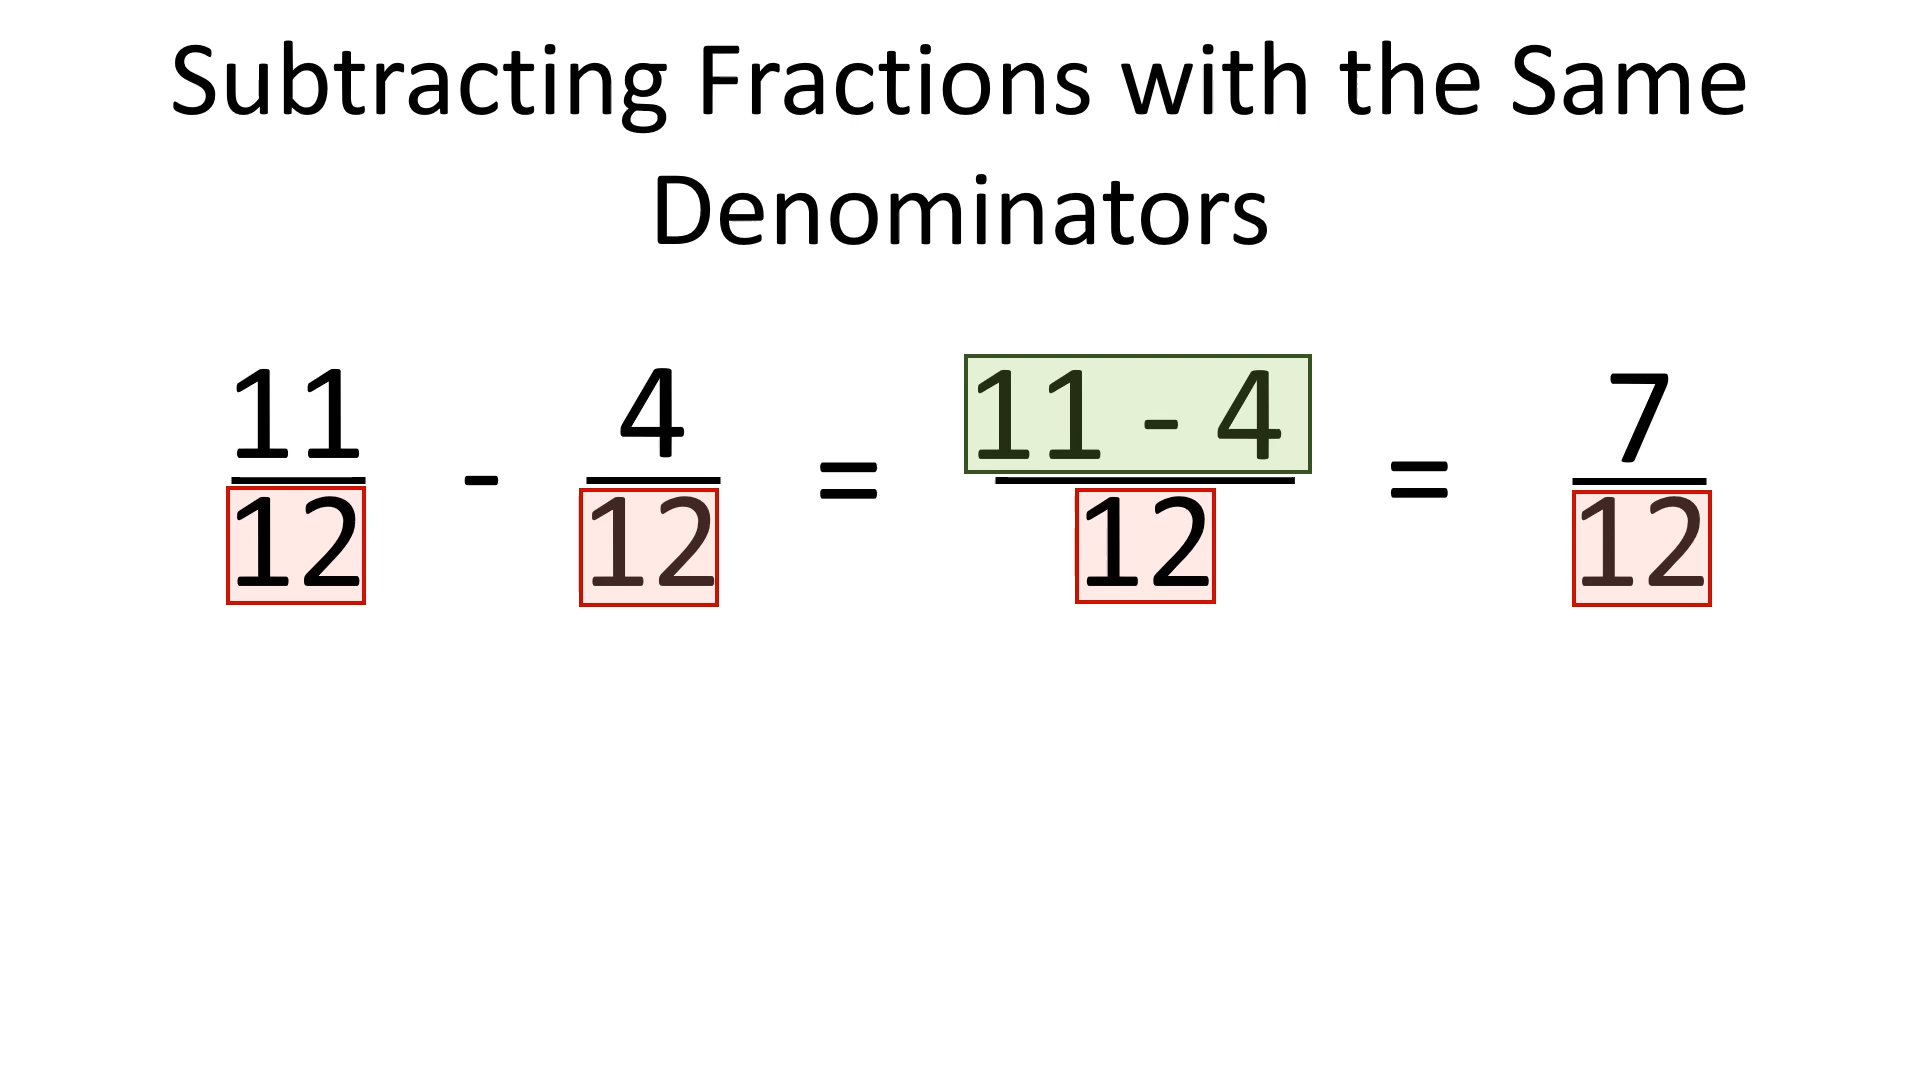 Subtracting Fractions with the Same
Denominators
11 4 11 - 4 7
- = =
12 12 12 12